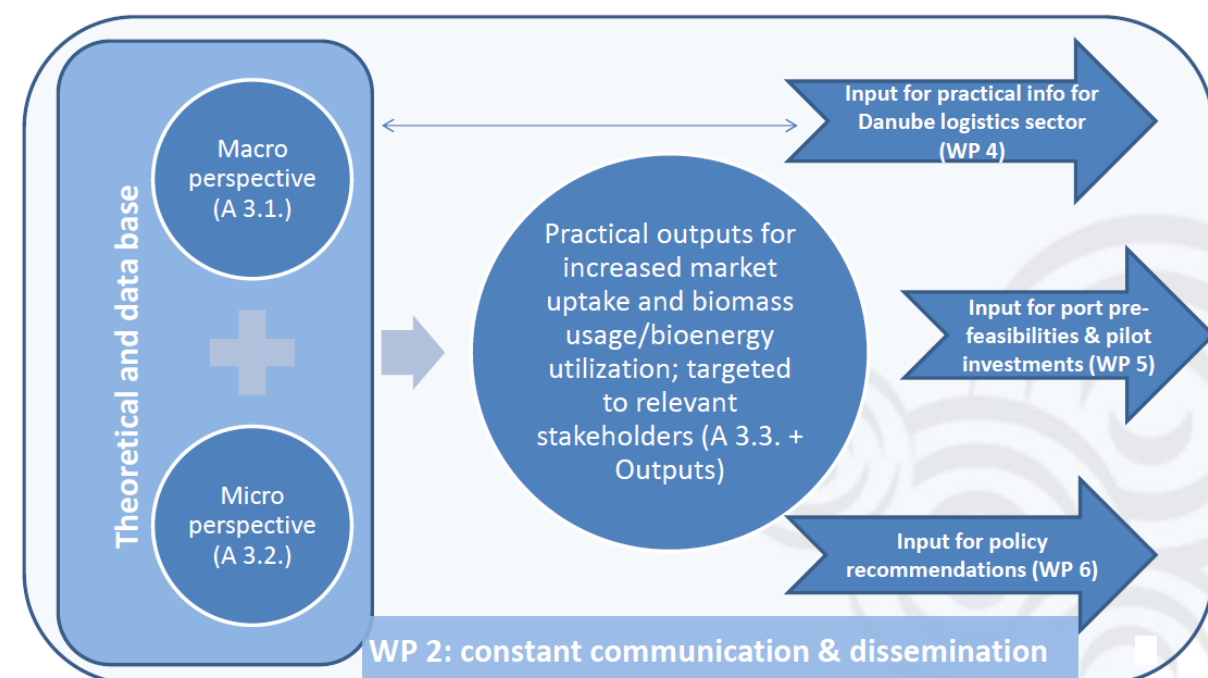 Theoretical and data base
Macro
perspective
(A 3.1.)
Micro
perspective
(A 3.2.)
Practical outputs for
increased market
uptake and biomass
usage/bioenergy
utilization; targeted
to relevant
stakeholders (A 3.3. +
Outputs)
Input for practical info for
Danube logistics sector
(WP 4)
Input for port pre-
feasibilities & pilot
investments (WP 5)
Input for policy
recommendations (WP 6)
WP 2: constant communication & dissemination